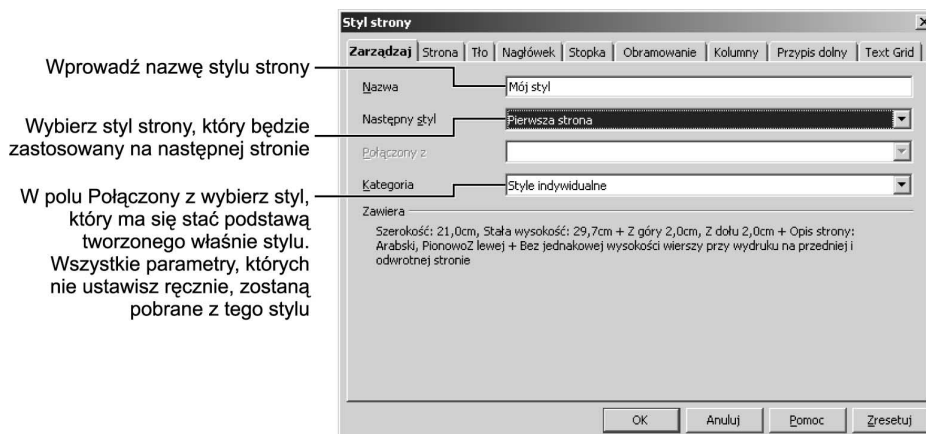 Styl strony
Zarządzaj Strona Tło Nagłówek Stopka Obramowanie Kolumny Przypis dolny Text Grid
Wprowadź nazwę stylu strony
Nazwa
Mój styl
Wybierz styl strony, który będzie
zastosowany na następnej stronie
Następny styl
Pierwsza strona
Połączony z
W polu Połączony z wybierz styl,
który ma się stać podstawą
tworzonego właśnie stylu.
Wszystkie parametry, których
nie ustawisz ręcznie, zostaną
pobrane z tego stylu
Kategoria
Style indywidualne
Zawiera
Szerokość: 21,0cm, Stała wysokość: 29,7cm + Z góry 2,0cm, Z dołu 2,0cm + Opis strony:
Arabski, PionowoZ lewej + Bez jednakowej wysokości wierszy przy wydruku na przedniej i
odwrotnej stronie
OK Anuluj Pomoc Zresetuj